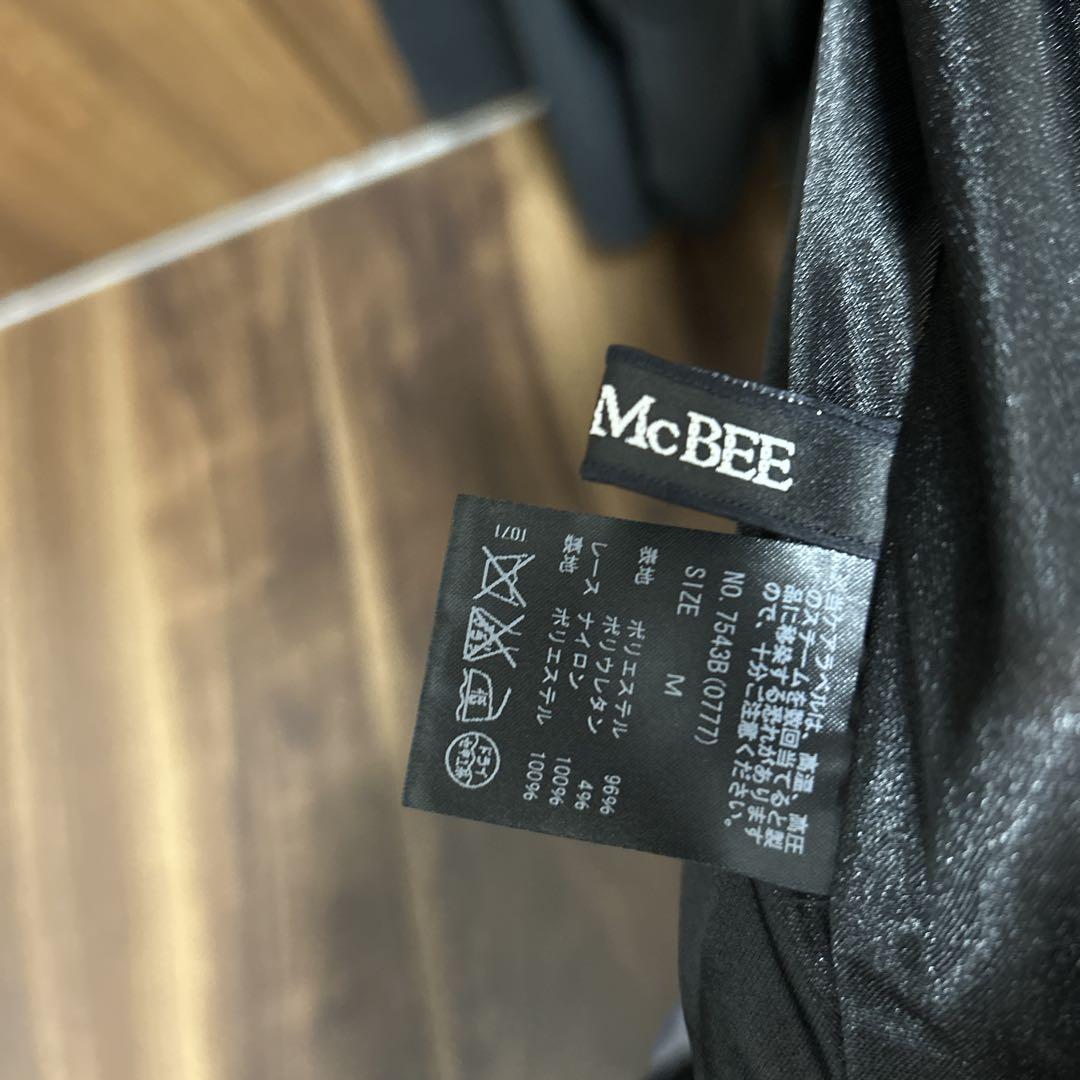 McBEE
当ケアラベルは、高温、高圧
のスチームを数回当てると製
品に移染する恐れがあります
ので、十分ご注意ください。
NO. 7543B(0777)
SIZE M
表地 ポリエステル 96%
ポリウレタン 4%
レース ナイロン 100%
裏地 ポリエステル 100%
低
ドライ
1071